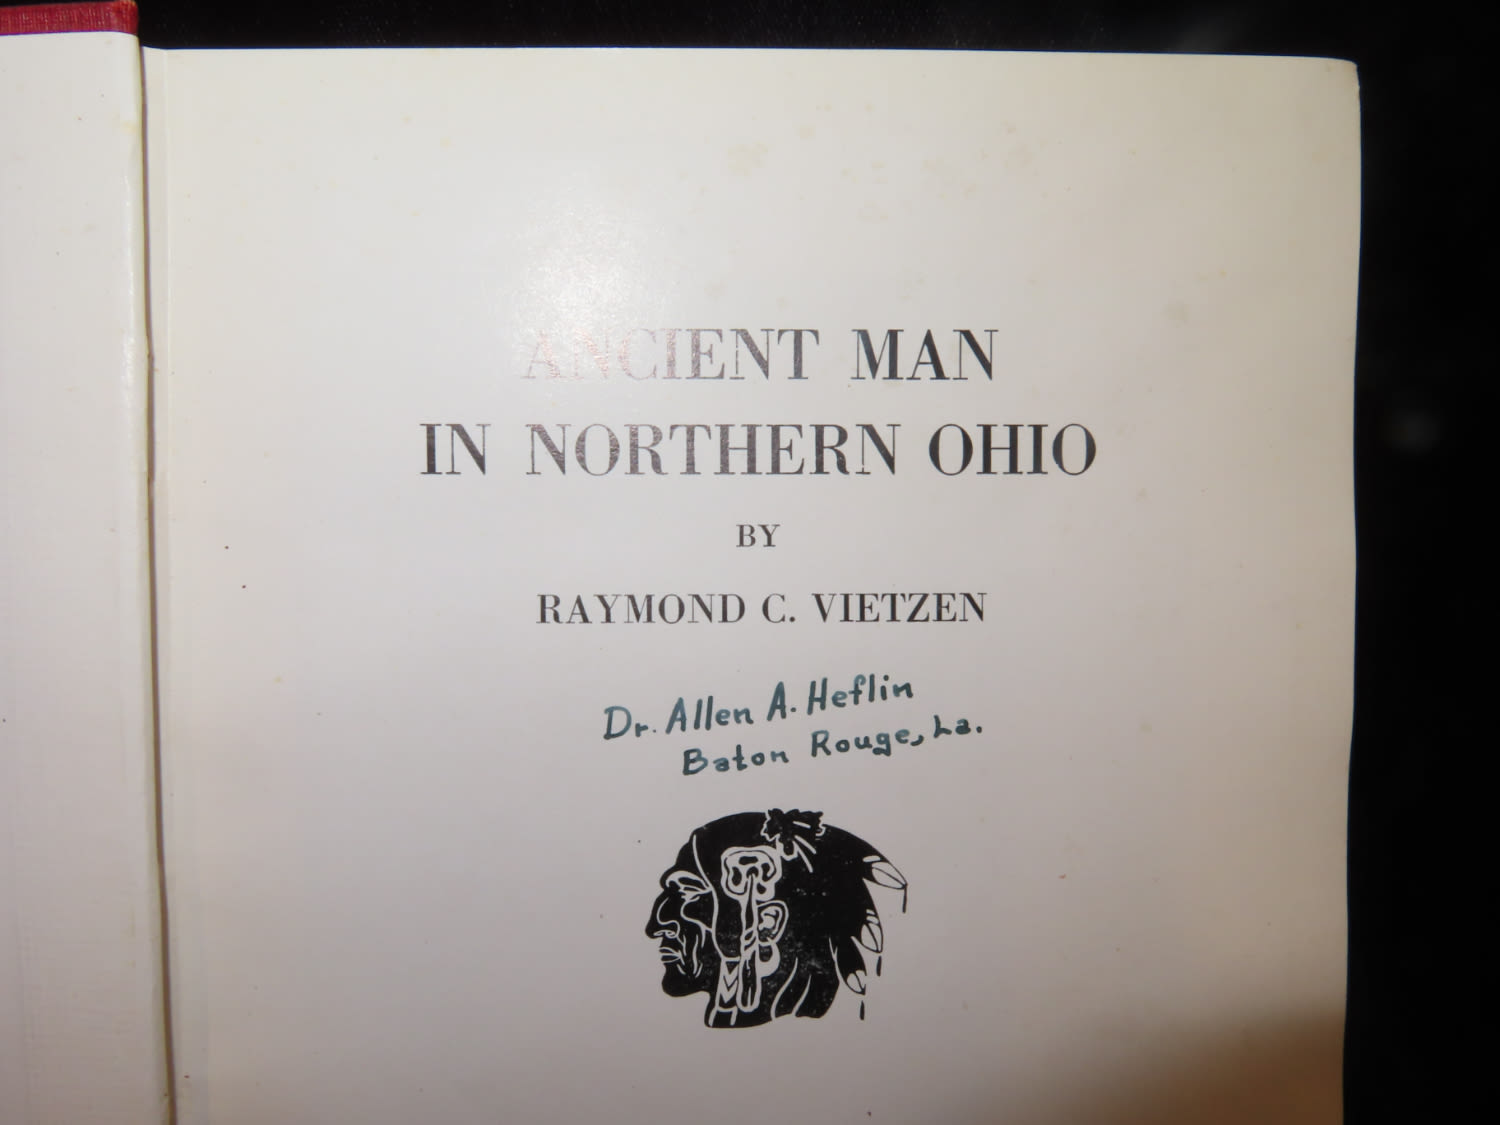 ANCIENT MAN
IN NORTHERN OHIO
BY
RAYMOND C. VIETZEN
Dr. Allen A. Heflin
Baton Rouge, La.